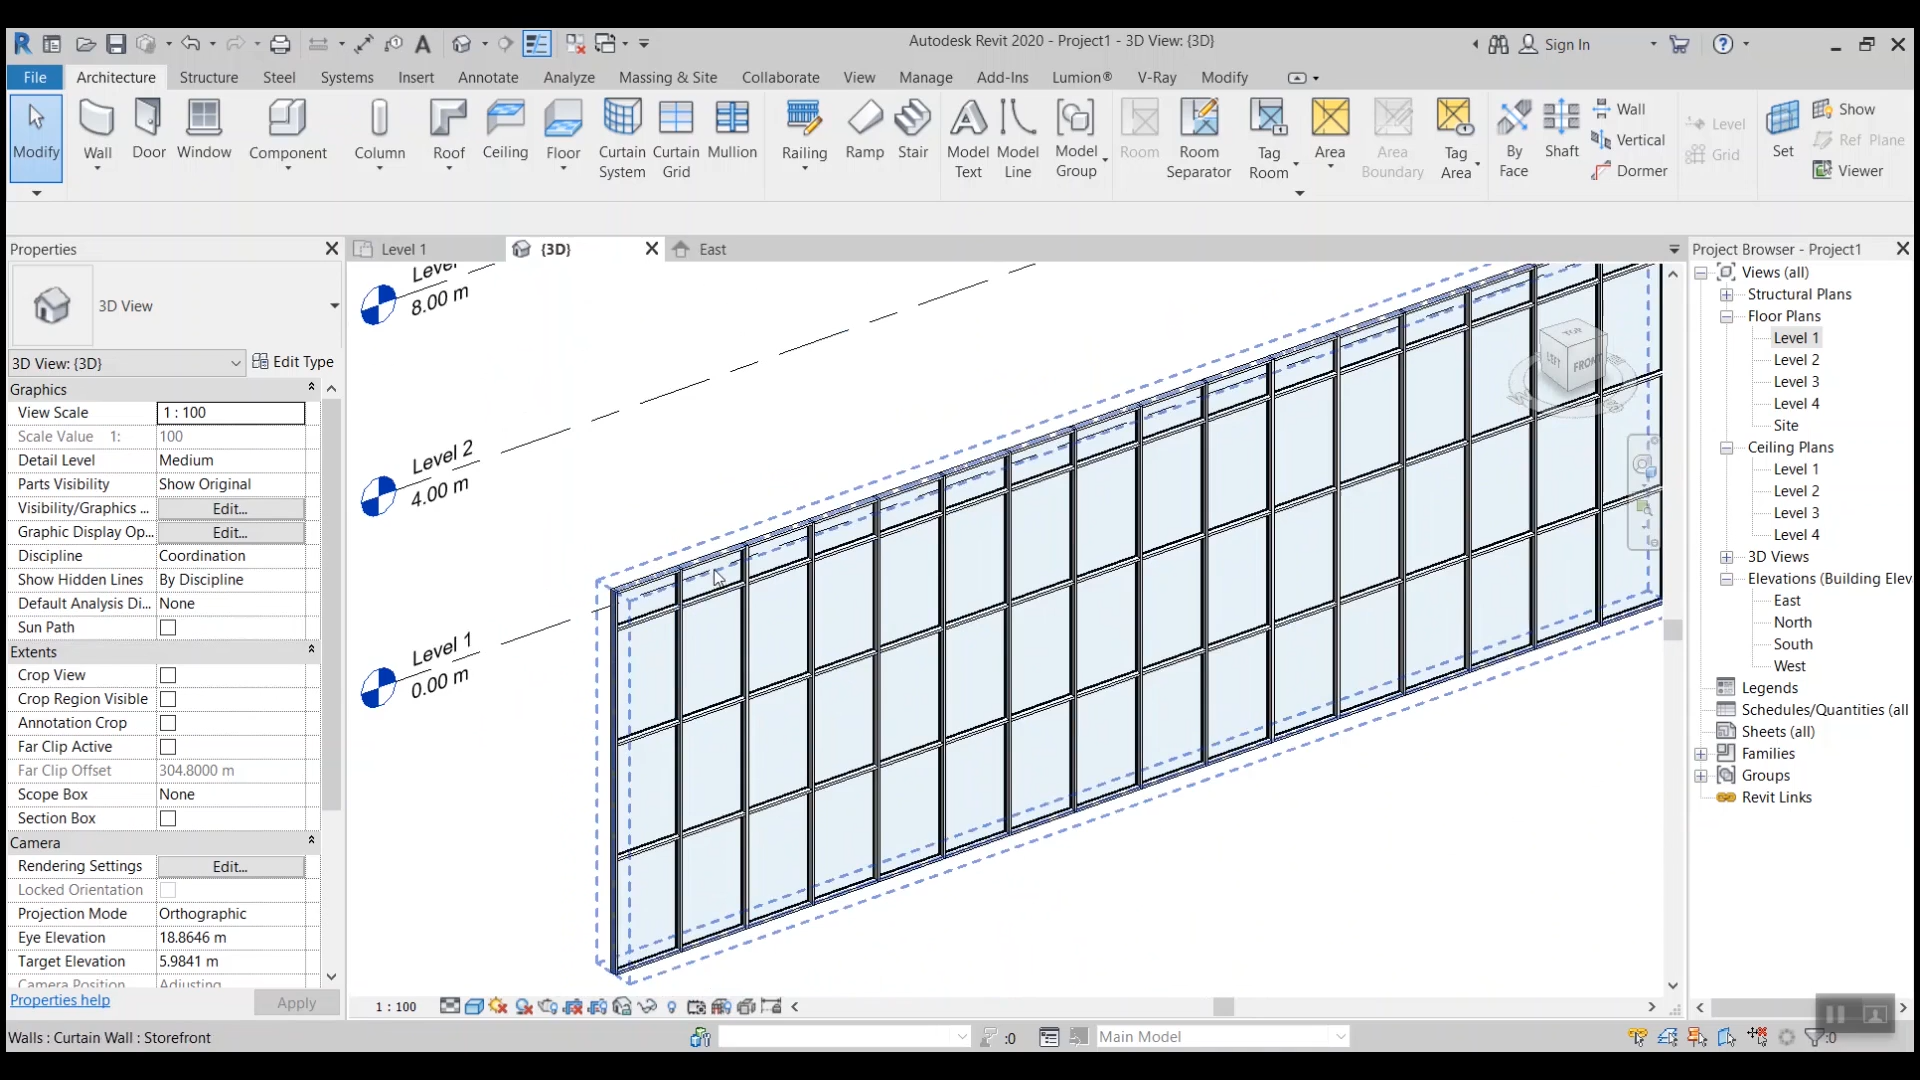 Autodesk Revit 2020 - Project1 - 3D View: {3D}
Sign In
File Architecture Structure Steel Systems Insert Annotate Analyze Massing & Site Collaborate View Manage Add-Ins Lumion® V-Ray Modify
Modify
Wall
Door
Window
Component
Column
Roof
Ceiling
Floor
Curtain System
Curtain Grid
Mullion
Railing
Ramp
Stair
Model Text
Model Line
Model Group
Room
Room Separator
Tag Room
Area
Area Boundary
Tag Area
By Face
Shaft
Wall
Vertical
Dormer
Level
Grid
Set
Show
Ref Plane
Viewer
Properties
3D View
3D View: {3D}
Edit Type
Graphics
View Scale 1 : 100
Scale Value 1: 100
Detail Level Medium
Parts Visibility Show Original
Visibility/Graphics ... Edit...
Graphic Display Op... Edit...
Discipline Coordination
Show Hidden Lines By Discipline
Default Analysis Di... None
Sun Path
Extents
Crop View
Crop Region Visible
Annotation Crop
Far Clip Active
Far Clip Offset 304.8000 m
Scope Box None
Section Box
Camera
Rendering Settings Edit...
Locked Orientation
Projection Mode Orthographic
Eye Elevation 18.8646 m
Target Elevation 5.9841 m
Camera Position Adjusting
Properties help
Apply
Level 1
{3D}
East
Level
8.00 m
Level 2
4.00 m
Level 1
0.00 m
TOP
LEFT
FRONT
1 : 100
Project Browser - Project1
Views (all)
Structural Plans
Floor Plans
Level 1
Level 2
Level 3
Level 4
Site
Ceiling Plans
Level 1
Level 2
Level 3
Level 4
3D Views
Elevations (Building Elev
East
North
South
West
Legends
Schedules/Quantities (all
Sheets (all)
Families
Groups
Revit Links
Walls : Curtain Wall : Storefront
:0
Main Model
:0